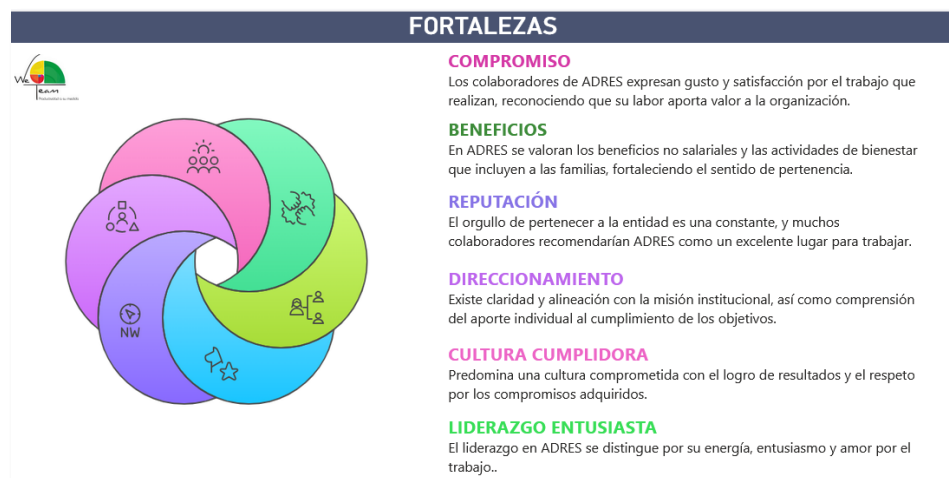 FORTALEZAS
We
Team
COMPROMISO
Los colaboradores de ADRES expresan gusto y satisfacción por el trabajo que
realizan, reconociendo que su labor aporta valor a la organización.
BENEFICIOS
En ADRES se valoran los beneficios no salariales y las actividades de bienestar
que incluyen a las familias, fortaleciendo el sentido de pertenencia.
REPUTACIÓN
El orgullo de pertenecer a la entidad es una constante, y muchos
colaboradores recomendarían ADRES como un excelente lugar para trabajar.
DIRECCIONAMIENTO
Existe claridad y alineación con la misión institucional, así como comprensión
del aporte individual al cumplimiento de los objetivos.
CULTURA CUMPLIDORA
Predomina una cultura comprometida con el logro de resultados y el respeto
por los compromisos adquiridos.
LIDERAZGO ENTUSIASTA
El liderazgo en ADRES se distingue por su energía, entusiasmo y amor por el
trabajo..
NW